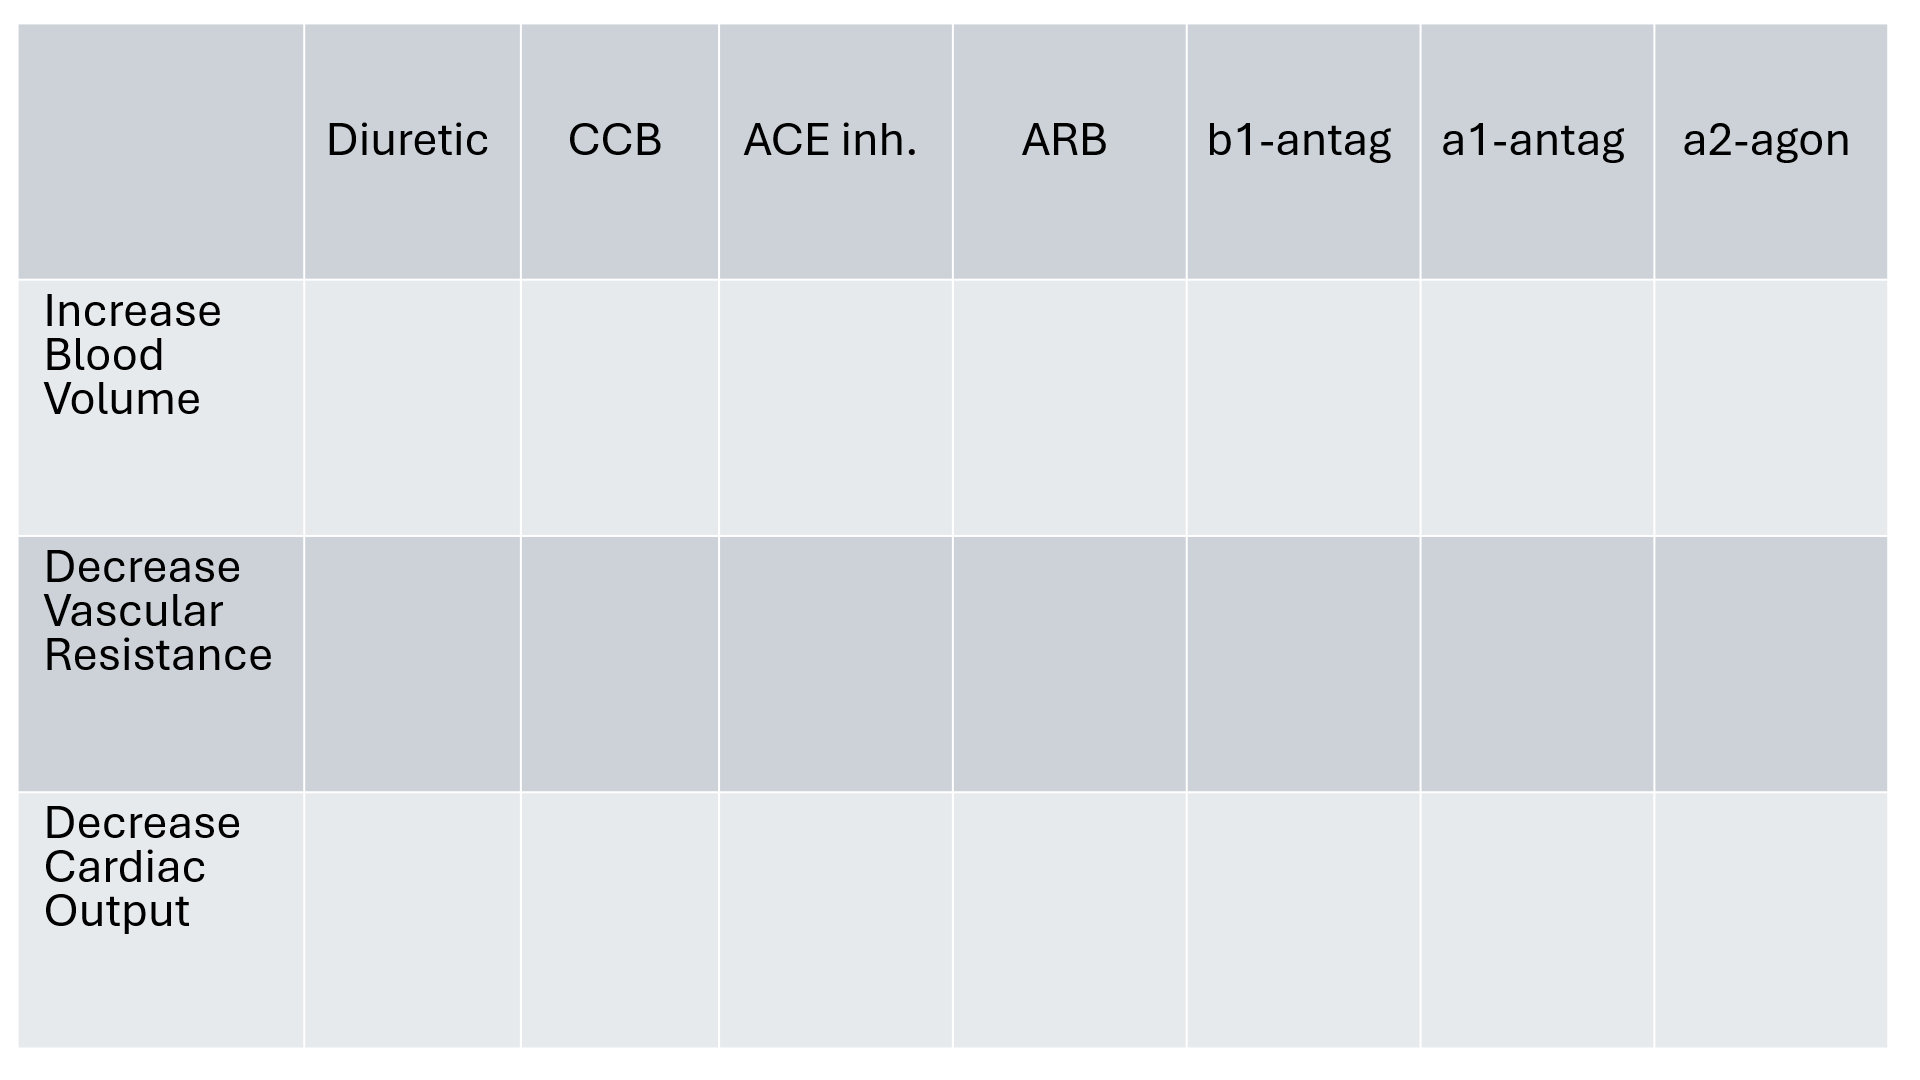 Diuretic CCB ACE inh. ARB b1-antag a1-antag a2-agon
Increase
Blood
Volume
Decrease
Vascular
Resistance
Decrease
Cardiac
Output